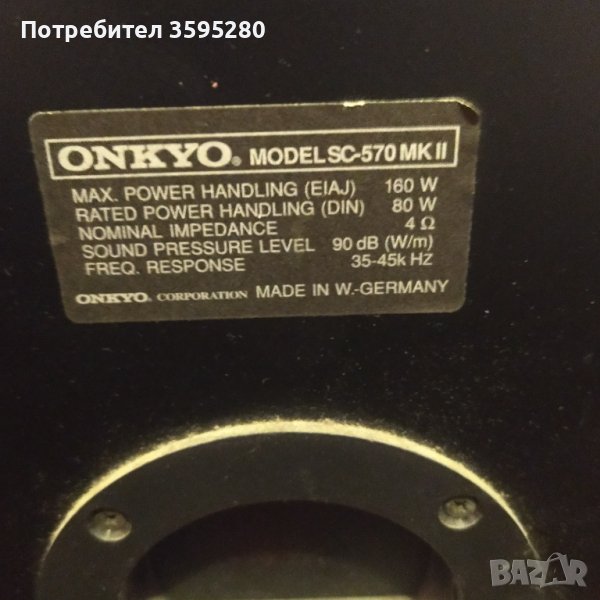 Потребител 3595280
ONKYO® MODEL SC-570 MK II
MAX. POWER HANDLING (EIAJ) 160 W
RATED POWER HANDLING (DIN) 80 W
NOMINAL IMPEDANCE 4 Ω
SOUND PRESSURE LEVEL 90 dB (W/m)
FREQ. RESPONSE 35-45k HZ
ONKYO® CORPORATION MADE IN W.-GERMANY
BAZAR